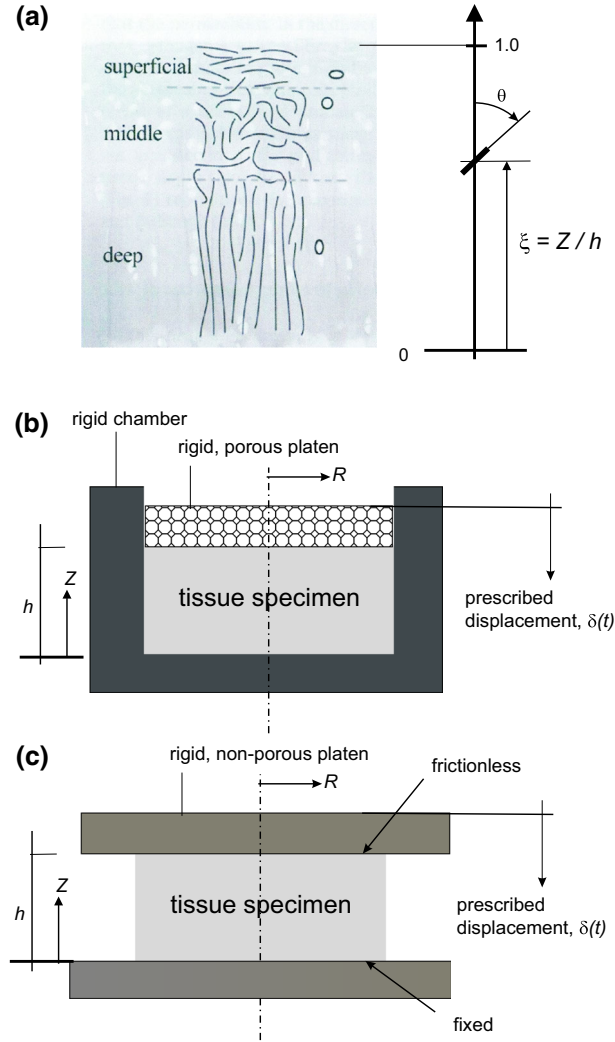 (a)
superficial
middle
deep
1.0
θ
ξ = Z / h
0
(b)
rigid chamber
rigid, porous platen
R
Z
h
tissue specimen
prescribed
displacement, δ(t)
(c)
rigid, non-porous platen
R
frictionless
Z
h
tissue specimen
prescribed
displacement, δ(t)
fixed